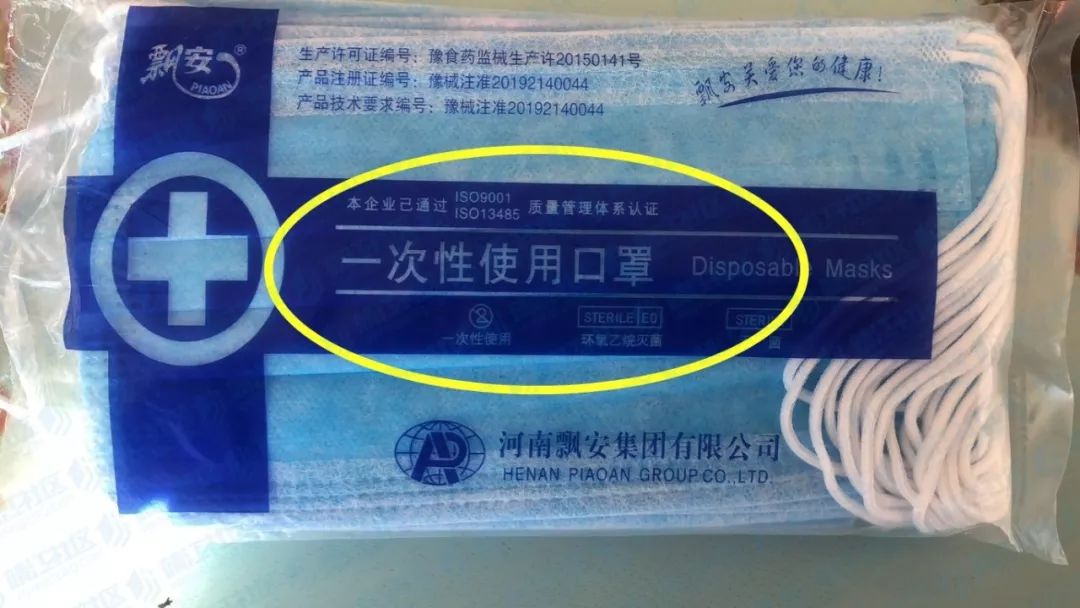 飘安®
PIAOAN
生产许可证编号：豫食药监械生产许20150141号
产品注册证编号：豫械注准20192140044
产品技术要求编号：豫械注准20192140044
飘安关爱您的健康！
本企业已通过 ISO9001 ISO13485 质量管理体系认证
一次性使用口罩 Disposable Masks
2 STERILE EO STERILE
一次性使用 环氧乙烷灭菌 菌
河南飘安集团有限公司
HENAN PIAOAN GROUP CO.,LTD.